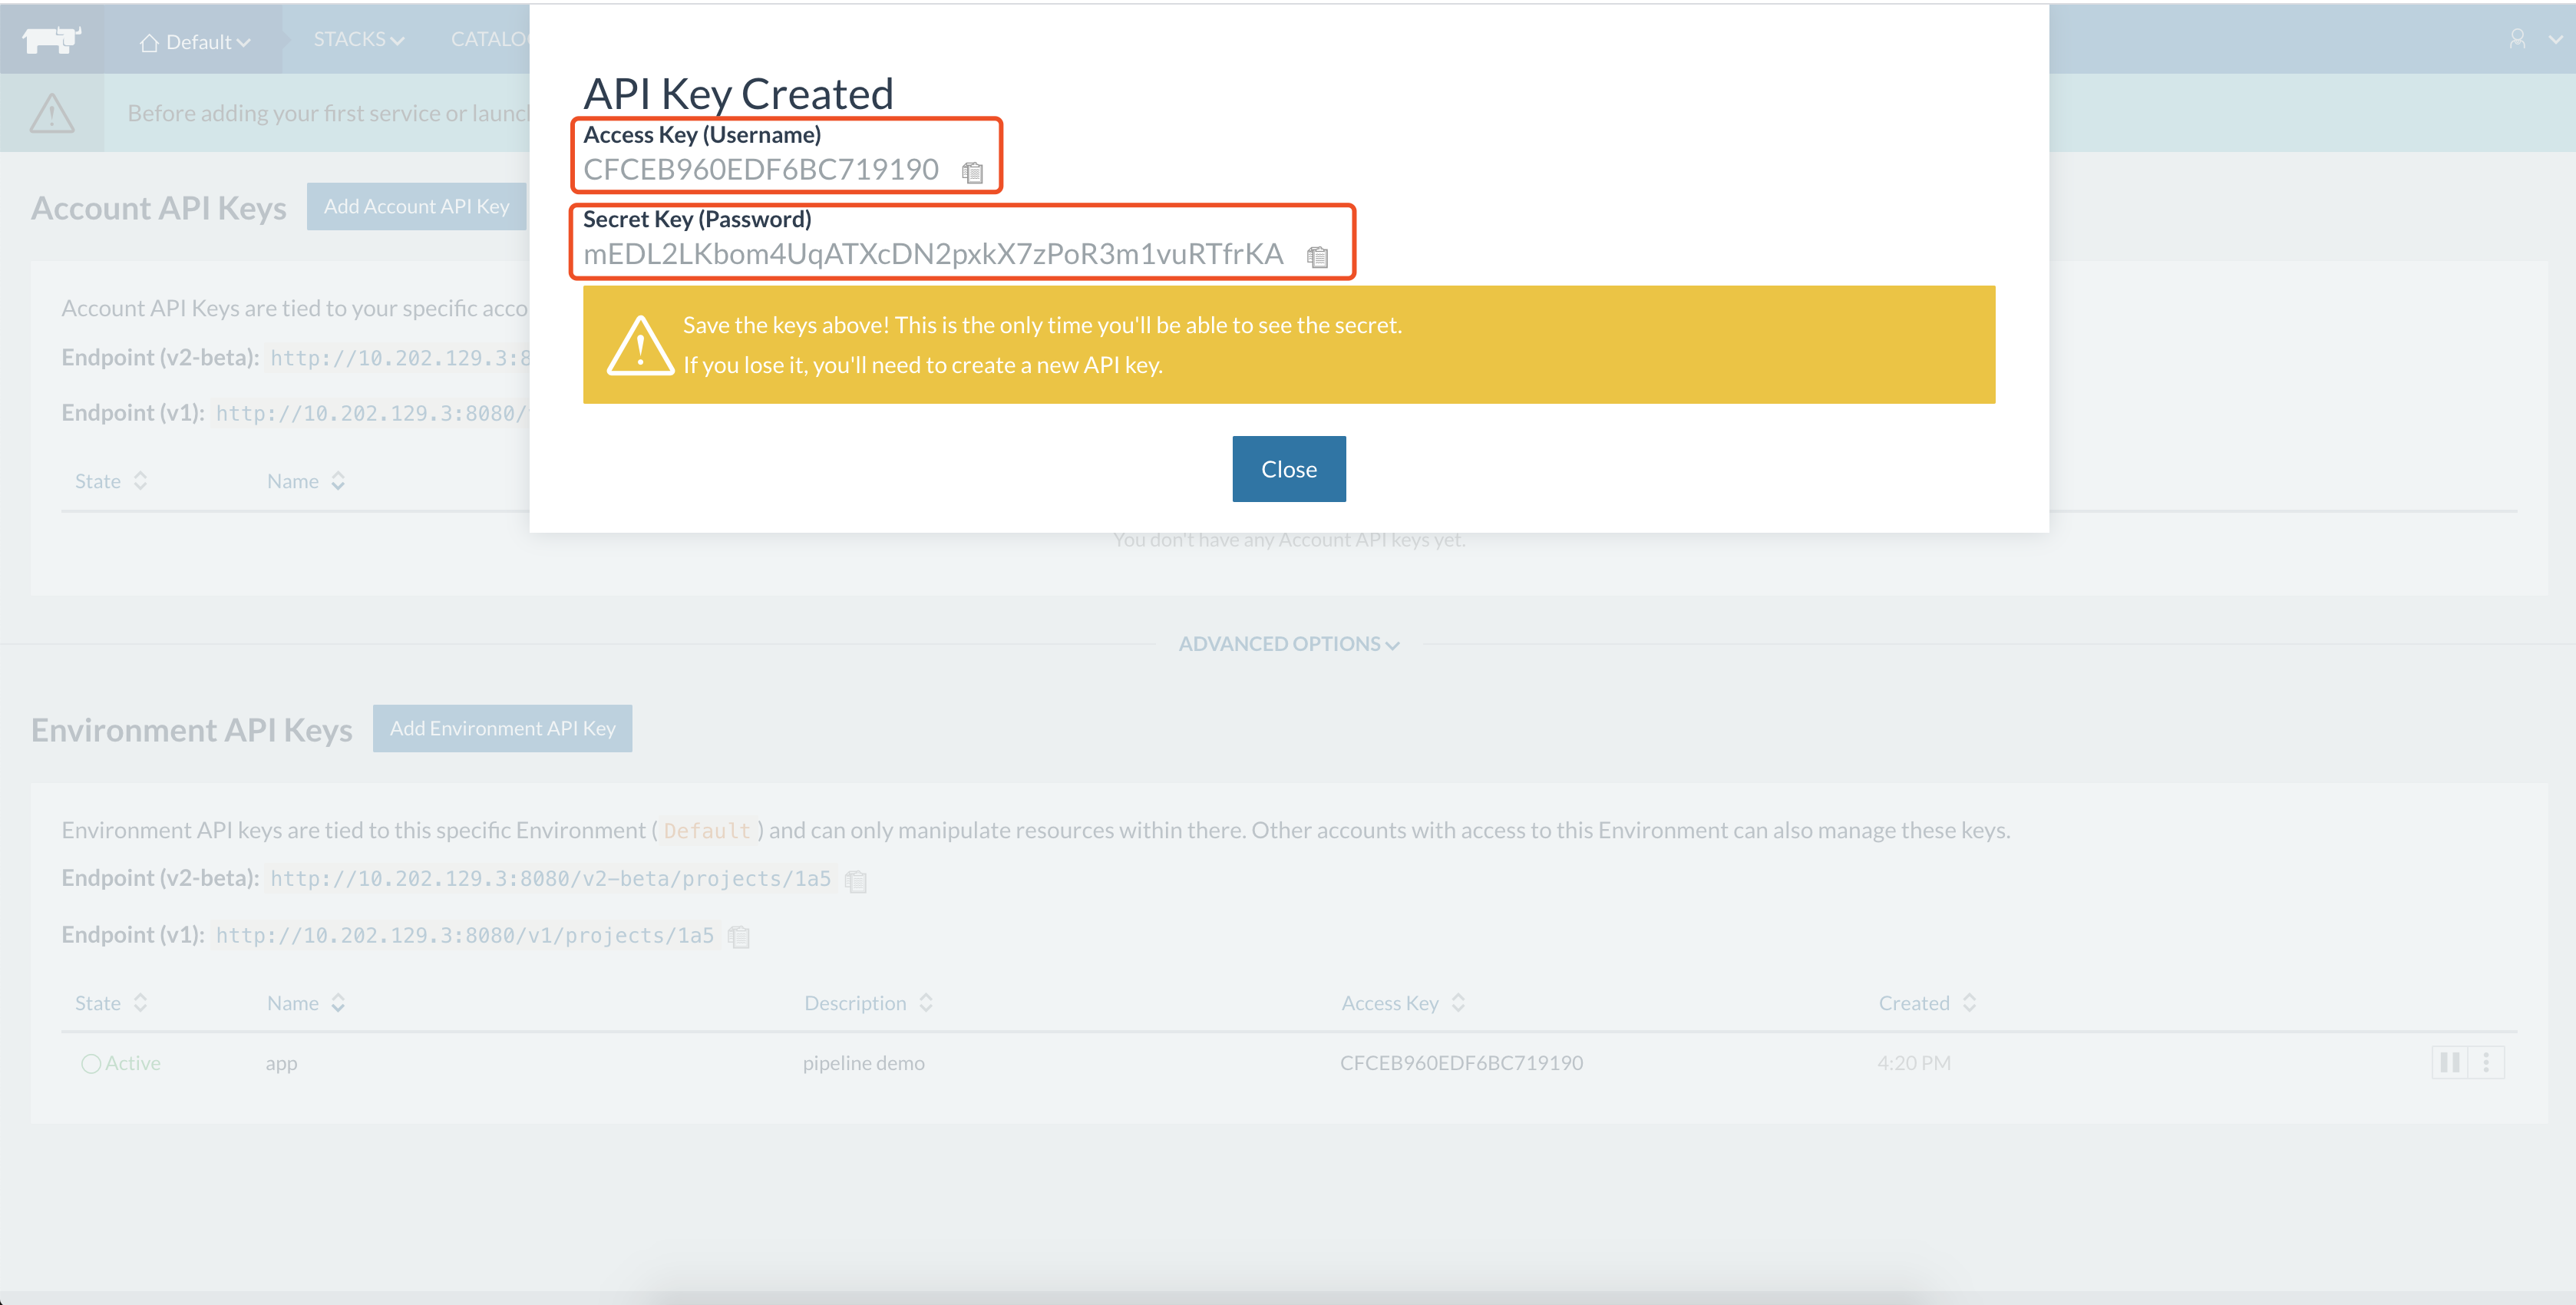 Default
STACKS
CATALO
API Key Created
Access Key (Username)
CFCEB960EDF6BC719190
Secret Key (Password)
mEDL2LKbom4UqATXcDN2pxkX7zPoR3m1vuRTfrKA
Save the keys above! This is the only time you'll be able to see the secret.
If you lose it, you'll need to create a new API key.
Close
Before adding your first service or launc
Account API Keys
Add Account API Key
Account API Keys are tied to your specific acco
Endpoint (v2-beta): http://10.202.129.3:8
Endpoint (v1): http://10.202.129.3:8080/
State Name
You don't have any Account API keys yet.
ADVANCED OPTIONS
Environment API Keys
Add Environment API Key
Environment API keys are tied to this specific Environment ( Default ) and can only manipulate resources within there. Other accounts with access to this Environment can also manage these keys.
Endpoint (v2-beta): http://10.202.129.3:8080/v2-beta/projects/1a5
Endpoint (v1): http://10.202.129.3:8080/v1/projects/1a5
State Name Description Access Key Created
Active app pipeline demo CFCEB960EDF6BC719190 4:20 PM